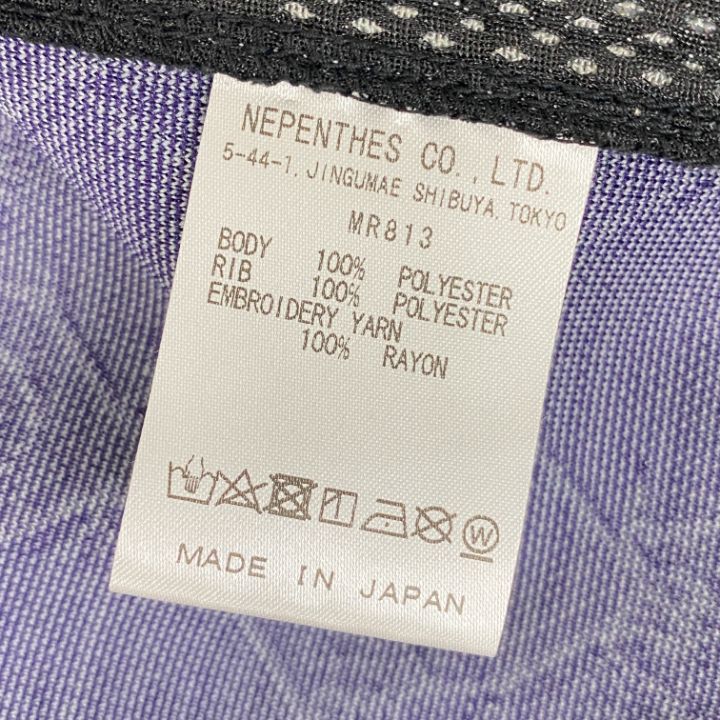 NEPENTHES CO., LTD.
5-44-1, JINGUMAE SHIBUYA, TOKYO
MR813
BODY 100% POLYESTER
RIB 100% POLYESTER
EMBROIDERY YARN
100% RAYON
W
MADE IN JAPAN